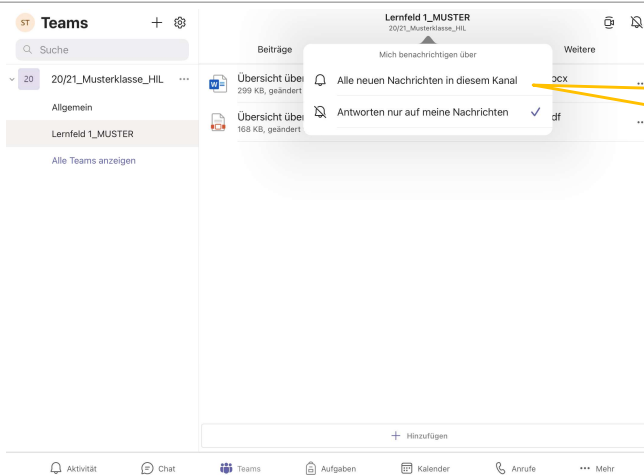 ST Teams
Suche
20 20/21_Musterklasse_HIL
Allgemein
Lernfeld 1_MUSTER
Alle Teams anzeigen
Lernfeld 1_MUSTER
20/21_Musterklasse_HIL
Beiträge
Weitere
Mich benachrichtigen über
Alle neuen Nachrichten in diesem Kanal
Antworten nur auf meine Nachrichten
Übersicht über
ocx
299 KB, geändert
Übersicht über
df
168 KB, geändert
Hinzufügen
Aktivität
Chat
Teams
Aufgaben
Kalender
Anrufe
Mehr